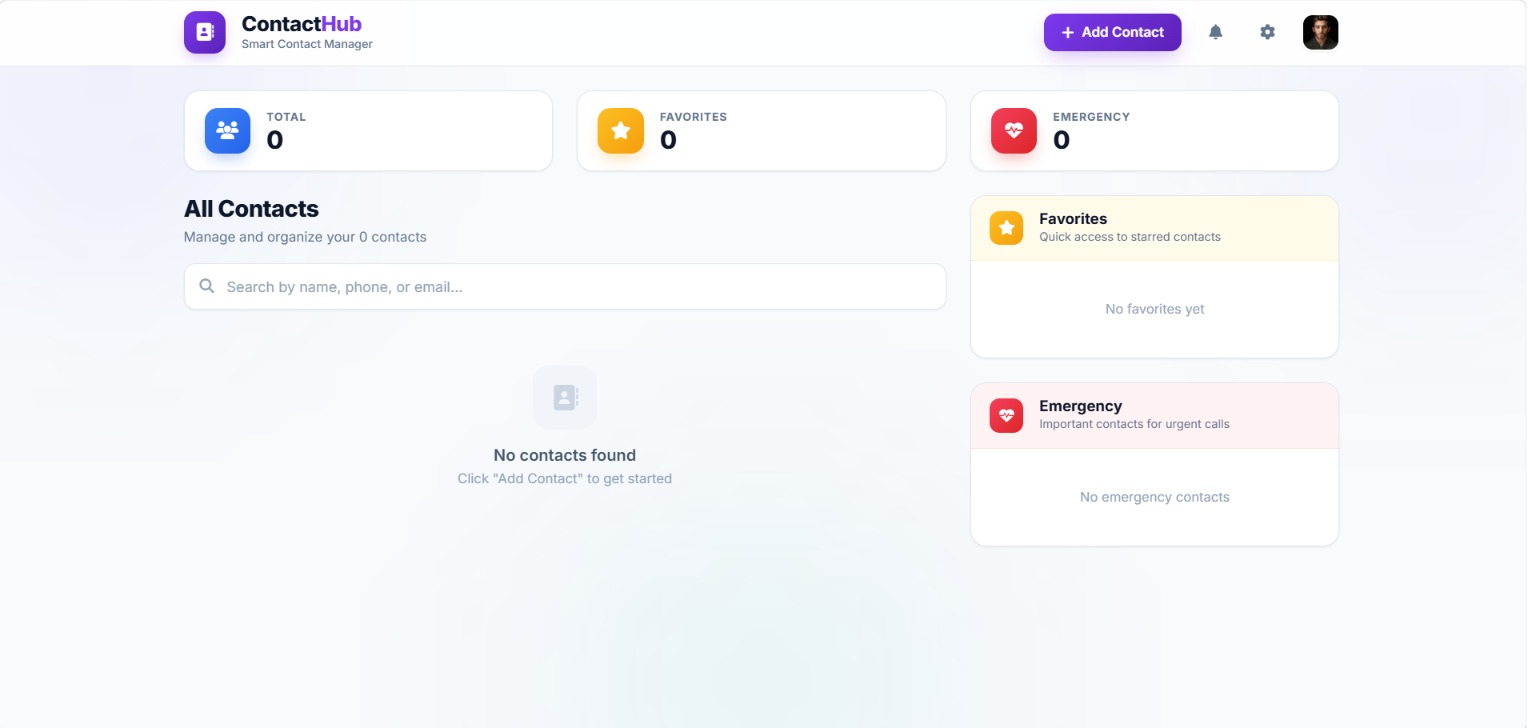 ContactHub
Smart Contact Manager
Add Contact
TOTAL
0
FAVORITES
0
EMERGENCY
0
All Contacts
Manage and organize your 0 contacts
Search by name, phone, or email...
No contacts found
Click "Add Contact" to get started
Favorites
Quick access to starred contacts
No favorites yet
Emergency
Important contacts for urgent calls
No emergency contacts